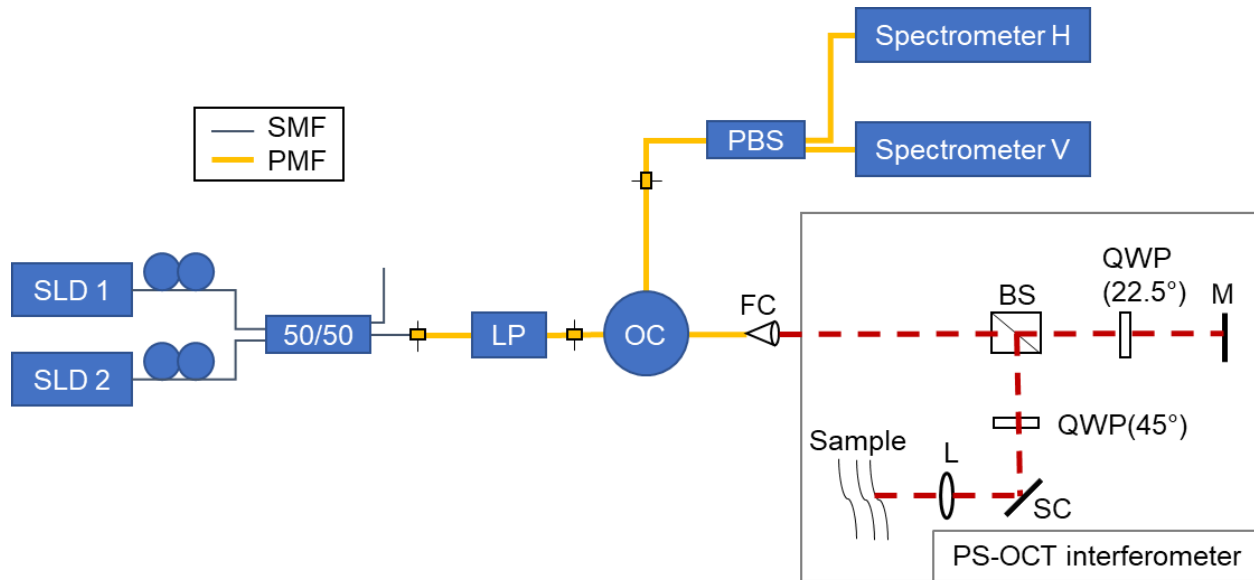 Spectrometer H
SMF
PMF
PBS
Spectrometer V
QWP
(22.5°)
M
BS
FC
SLD 1
50/50
LP
OC
SLD 2
QWP(45°)
Sample
L
SC
PS-OCT interferometer